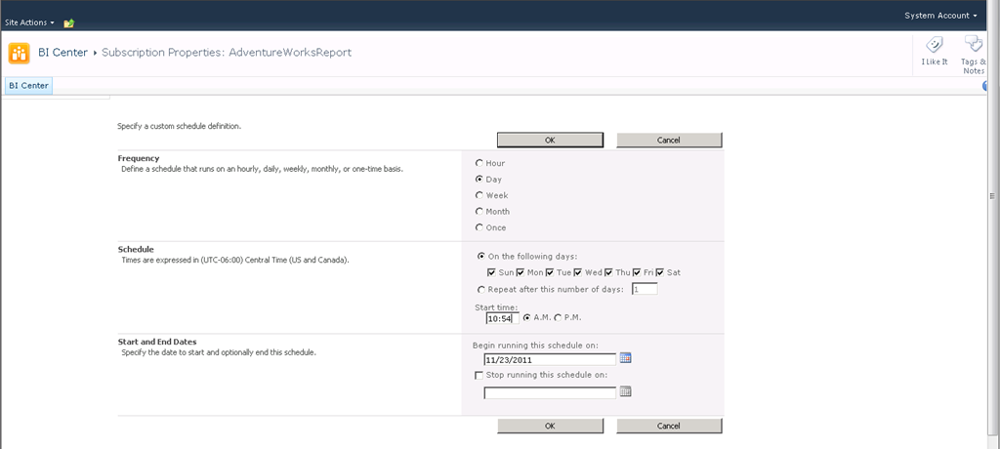 System Account
Site Actions
BI Center ▸ Subscription Properties: AdventureWorksReport
I Like It
Tags & Notes
BI Center
Specify a custom schedule definition.
OK Cancel
Frequency
Define a schedule that runs on an hourly, daily, weekly, monthly, or one-time basis.
Hour
Day
Week
Month
Once
Schedule
Times are expressed in (UTC-06:00) Central Time (US and Canada).
On the following days:
Sun Mon Tue Wed Thu Fri Sat
Repeat after this number of days: 1
Start time:
10:54 A.M. P.M.
Start and End Dates
Specify the date to start and optionally end this schedule.
Begin running this schedule on:
11/23/2011
Stop running this schedule on:
OK Cancel